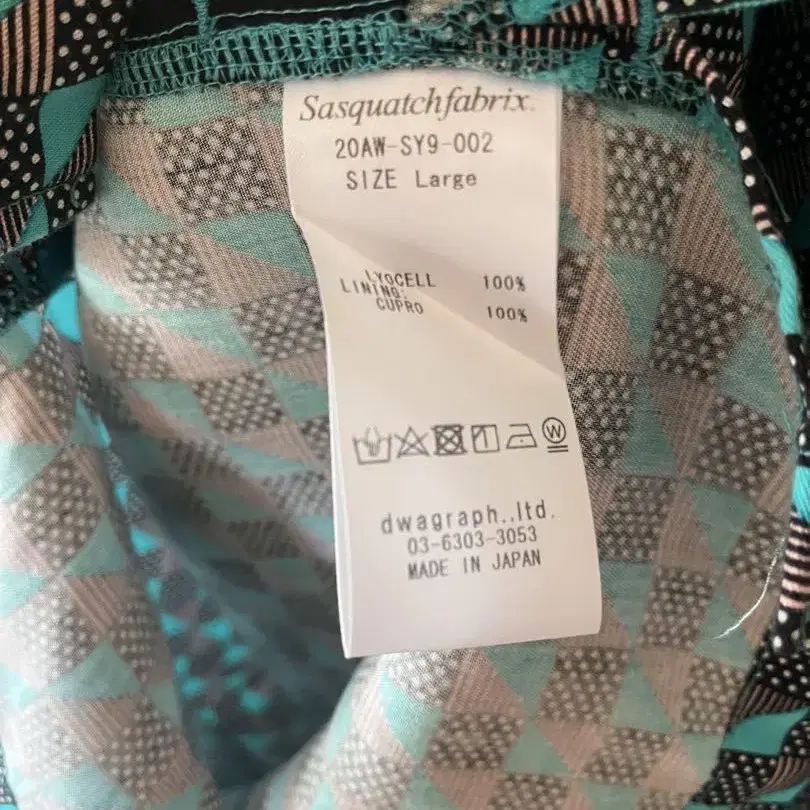 Sasquatchfabrix.
20AW-SY9-002
SIZE Large
LYOCELL 100%
LINING:
CUPRO 100%
W
dwagraph.,ltd.
03-6303-3053
MADE IN JAPAN